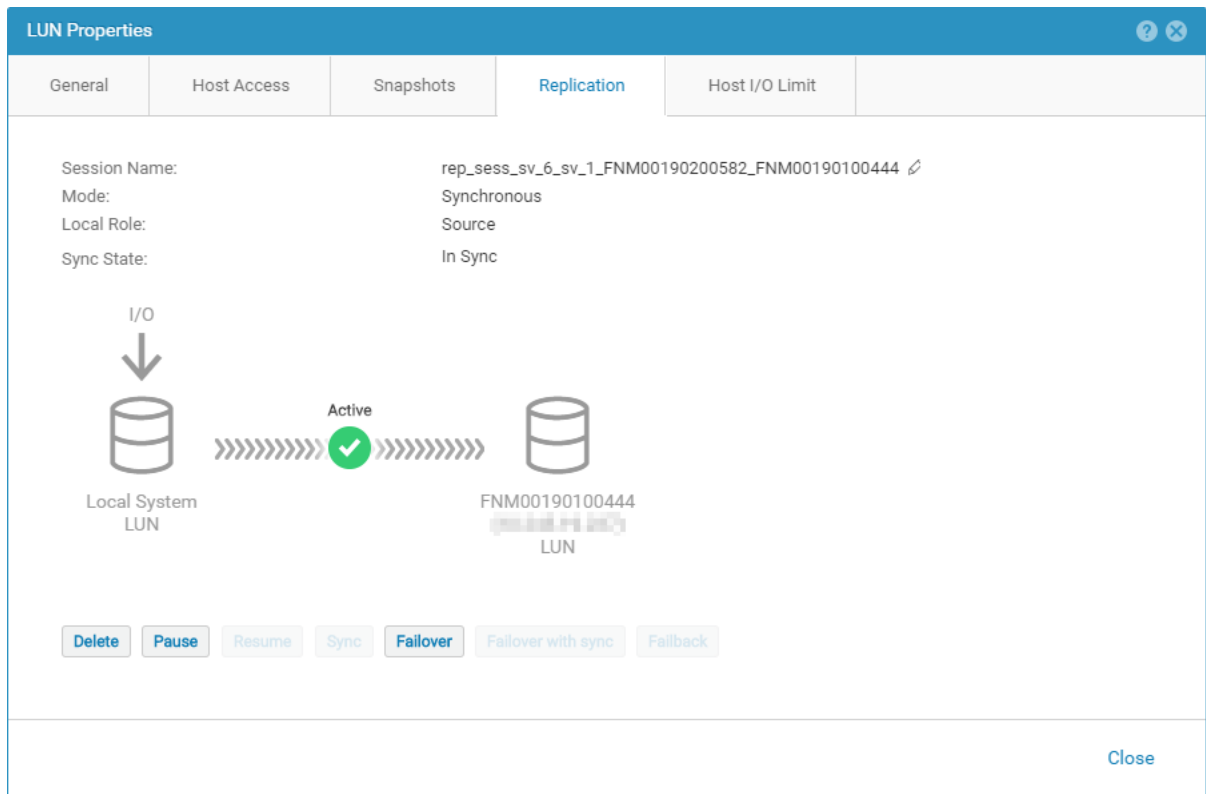 LUN Properties
General Host Access Snapshots Replication Host I/O Limit
Session Name: rep_sess_sv_6_sv_1_FNM00190200582_FNM00190100444
Mode: Synchronous
Local Role: Source
Sync State: In Sync
I/O
Active
Local System
LUN
FNM00190100444
LUN
Delete Pause Resume Sync Failover Failover with sync Failback
Close